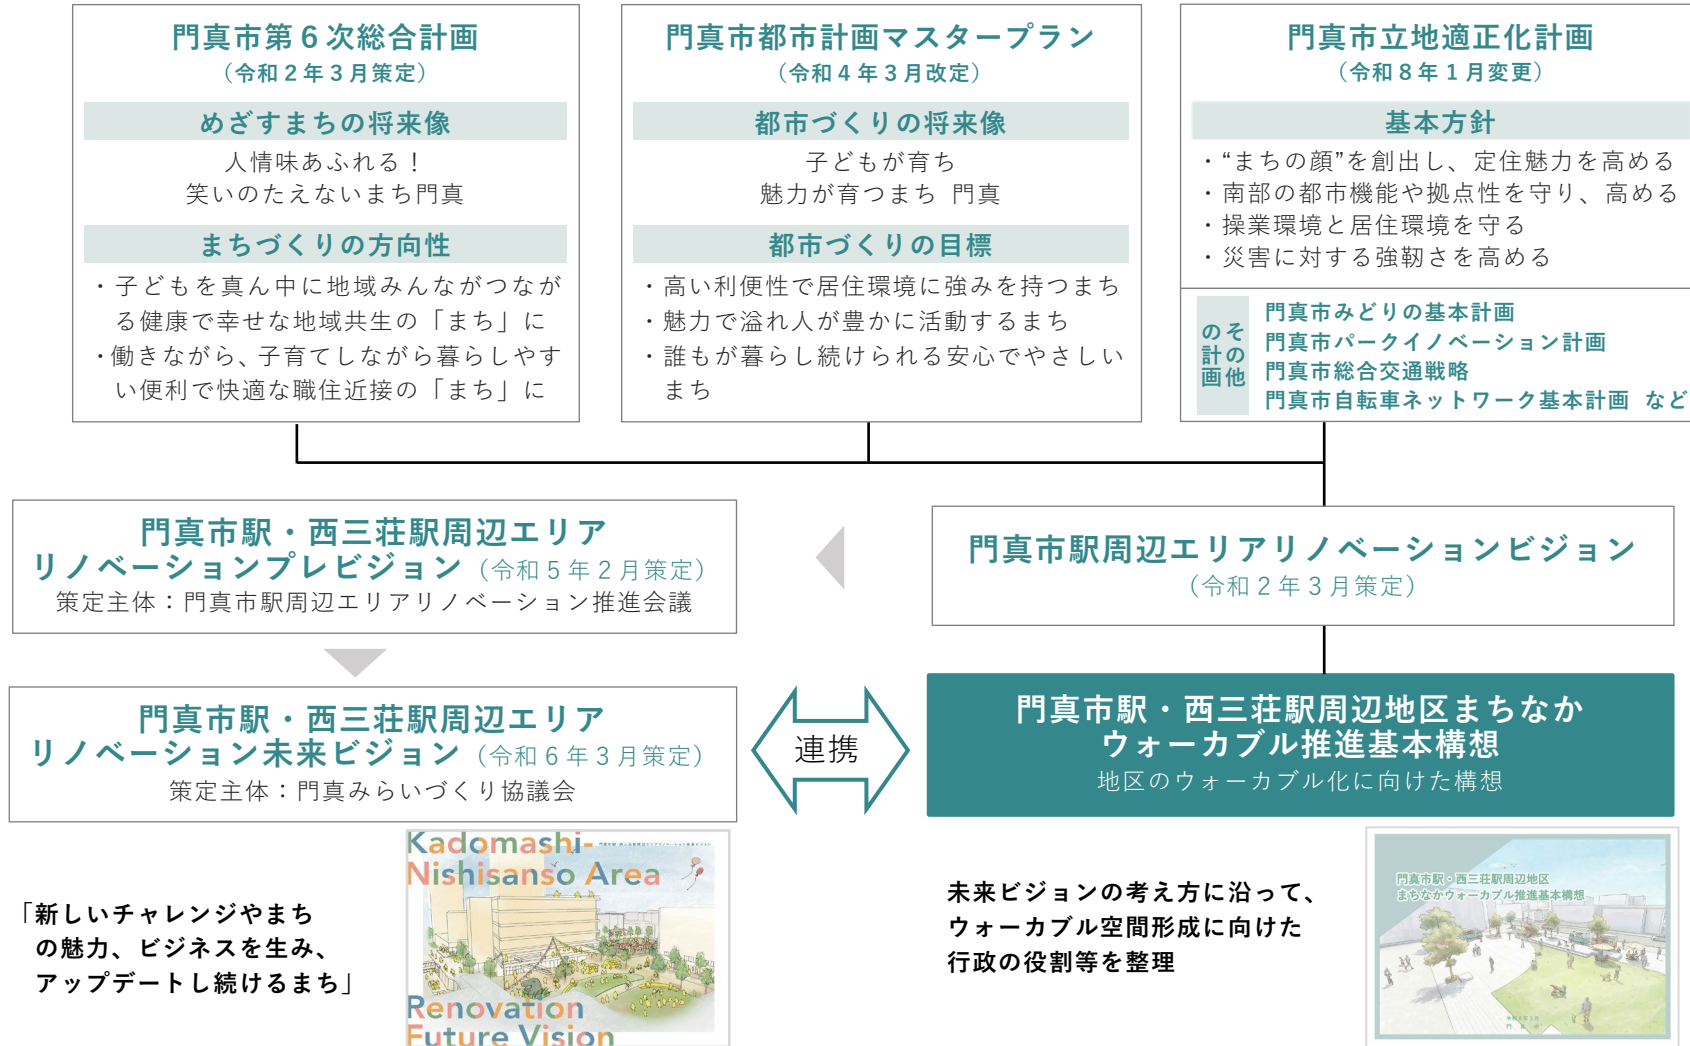 門真市第６次総合計画
（令和２年３月策定）
めざすまちの将来像
人情味あふれる！
笑いのたえないまち門真
まちづくりの方向性
・子どもを真ん中に地域みんながつなが
る健康で幸せな地域共生の「まち」に
・働きながら、子育てしながら暮らしやす
い便利で快適な職住近接の「まち」に
門真市都市計画マスタープラン
（令和４年３月改定）
都市づくりの将来像
子どもが育ち
魅力が育つまち 門真
都市づくりの目標
・高い利便性で居住環境に強みを持つまち
・魅力で溢れ人が豊かに活動するまち
・誰もが暮らし続けられる安心でやさしい
まち
門真市立地適正化計画
（令和８年１月変更）
基本方針
・“まちの顔”を創出し、定住魅力を高める
・南部の都市機能や拠点性を守り、高める
・操業環境と居住環境を守る
・災害に対する強靭さを高める
その他
の計画
門真市みどりの基本計画
門真市パークイノベーション計画
門真市総合交通戦略
門真市自転車ネットワーク基本計画 など
門真市駅・西三荘駅周辺エリア
リノベーションプレビジョン（令和５年２月策定）
策定主体：門真市駅周辺エリアリノベーション推進会議
門真市駅周辺エリアリノベーションビジョン
（令和２年３月策定）
門真市駅・西三荘駅周辺エリア
リノベーション未来ビジョン（令和６年３月策定）
策定主体：門真みらいづくり協議会
連携
門真市駅・西三荘駅周辺地区まちなか
ウォーカブル推進基本構想
地区のウォーカブル化に向けた構想
「新しいチャレンジやまち
の魅力、ビジネスを生み、
アップデートし続けるまち」
Kadomashi-
門真市駅・西三荘駅周辺エリアリノベーション未来ビジョン
Nishisanso Area
Renovation
Future Vision
未来ビジョンの考え方に沿って、
ウォーカブル空間形成に向けた
行政の役割等を整理
門真市駅・西三荘駅周辺地区
まちなかウォーカブル推進基本構想
門真市